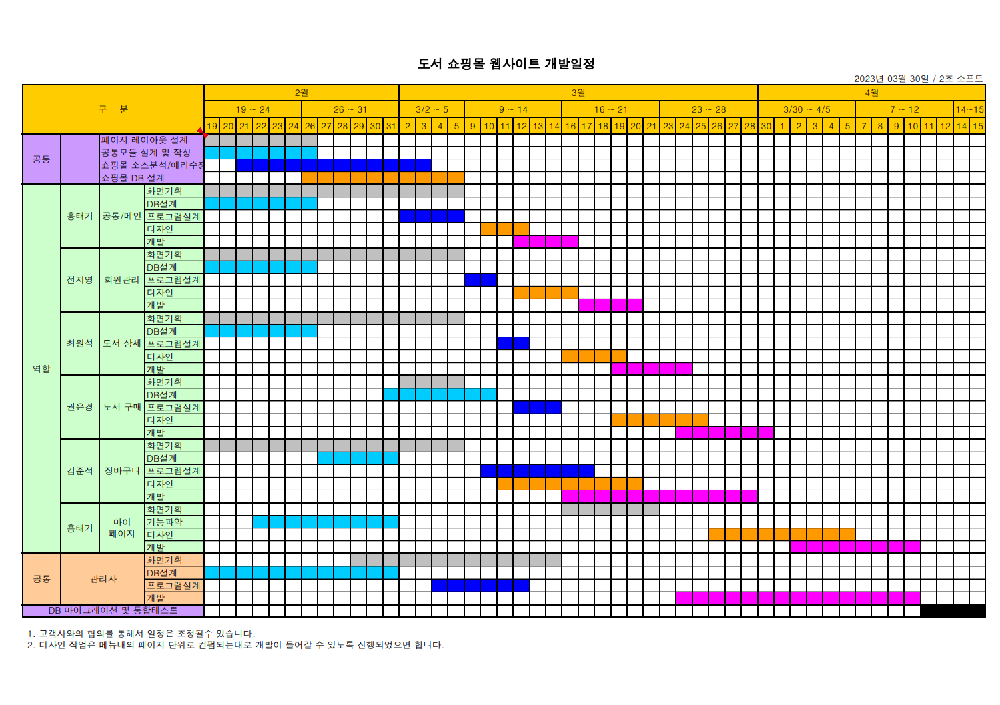 도서 쇼핑몰 웹사이트 개발일정
2023년 03월 30일 / 2조 소프트
구 분 2월 3월 4월
19 ~ 24 26 ~ 31 3/2 ~ 5 9 ~ 14 16 ~ 21 23 ~ 28 3/30 ~ 4/5 7 ~ 12 14~15
19 20 21 22 23 24 26 27 28 29 30 31 2 3 4 5 9 10 11 12 13 14 16 17 18 19 20 21 23 24 25 26 27 28 30 1 2 3 4 5 7 8 9 10 11 12 14 15
공통
페이지 레이아웃 설계
공통모듈 설계 및 작성
쇼핑몰 소스분석/에러수정
쇼핑몰 DB 설계
역할
홍태기 공통/메인
화면기획
DB설계
프로그램설계
디자인
개발
전지영 회원관리
화면기획
DB설계
프로그램설계
디자인
개발
최원석 도서 상세
화면기획
DB설계
프로그램설계
디자인
개발
권은경 도서 구매
화면기획
DB설계
프로그램설계
디자인
개발
김준석 장바구니
화면기획
DB설계
프로그램설계
디자인
개발
홍태기 마이
페이지
화면기획
기능파악
디자인
개발
공통 관리자
화면기획
DB설계
프로그램설계
개발
DB 마이그레이션 및 통합테스트
1. 고객사와의 협의를 통해서 일정은 조정될수 있습니다.
2. 디자인 작업은 메뉴내의 페이지 단위로 컨펌되는대로 개발이 들어갈 수 있도록 진행되었으면 합니다.